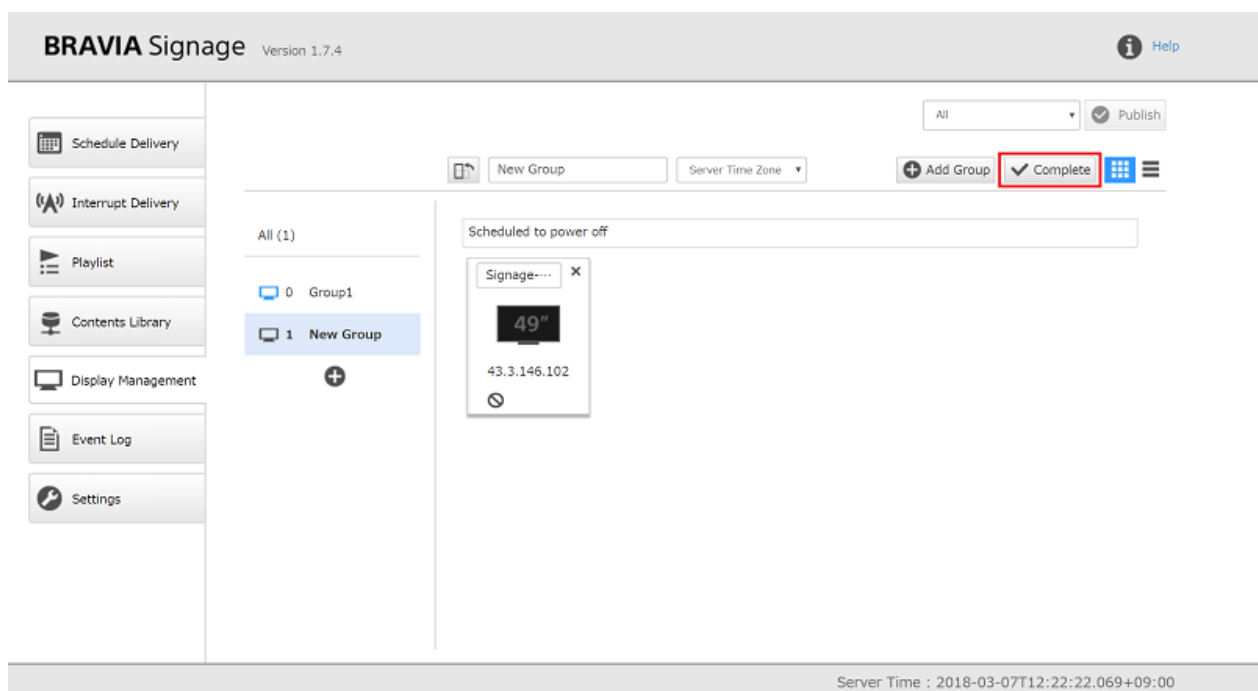 BRAVIA Signage Version 1.7.4
Help
All
Publish
Schedule Delivery
New Group
Server Time Zone
Add Group
Complete
Interrupt Delivery
All (1)
Scheduled to power off
Playlist
Signage-···
0 Group1
49"
Contents Library
1 New Group
43.3.146.102
Display Management
Event Log
Settings
Server Time : 2018-03-07T12:22:22.069+09:00